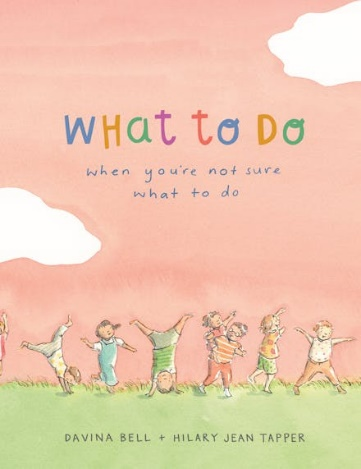 WHat to DO
when you're not sure
what to do
DAVINA BELL + HILARY JEAN TAPPER